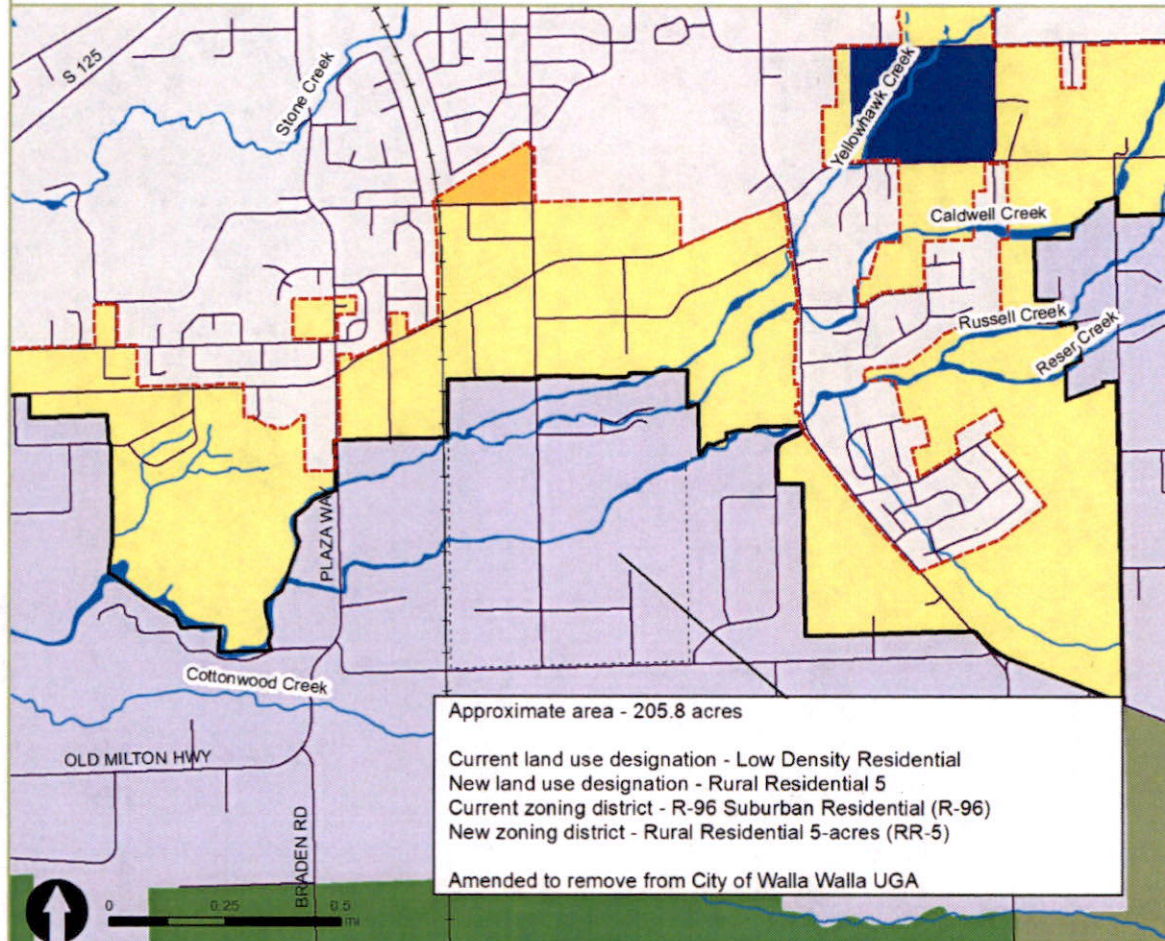 S 125
Stone Creek
Yellowhawk Creek
Caldwell Creek
Russell Creek
Reser Creek
PLAZA WAY
Cottonwood Creek
OLD MILTON HWY
BRADEN RD
Approximate area - 205.8 acres
Current land use designation - Low Density Residential
New land use designation - Rural Residential 5
Current zoning district - R-96 Suburban Residential (R-96)
New zoning district - Rural Residential 5-acres (RR-5)
Amended to remove from City of Walla Walla UGA
0 0.25 0.5
mi